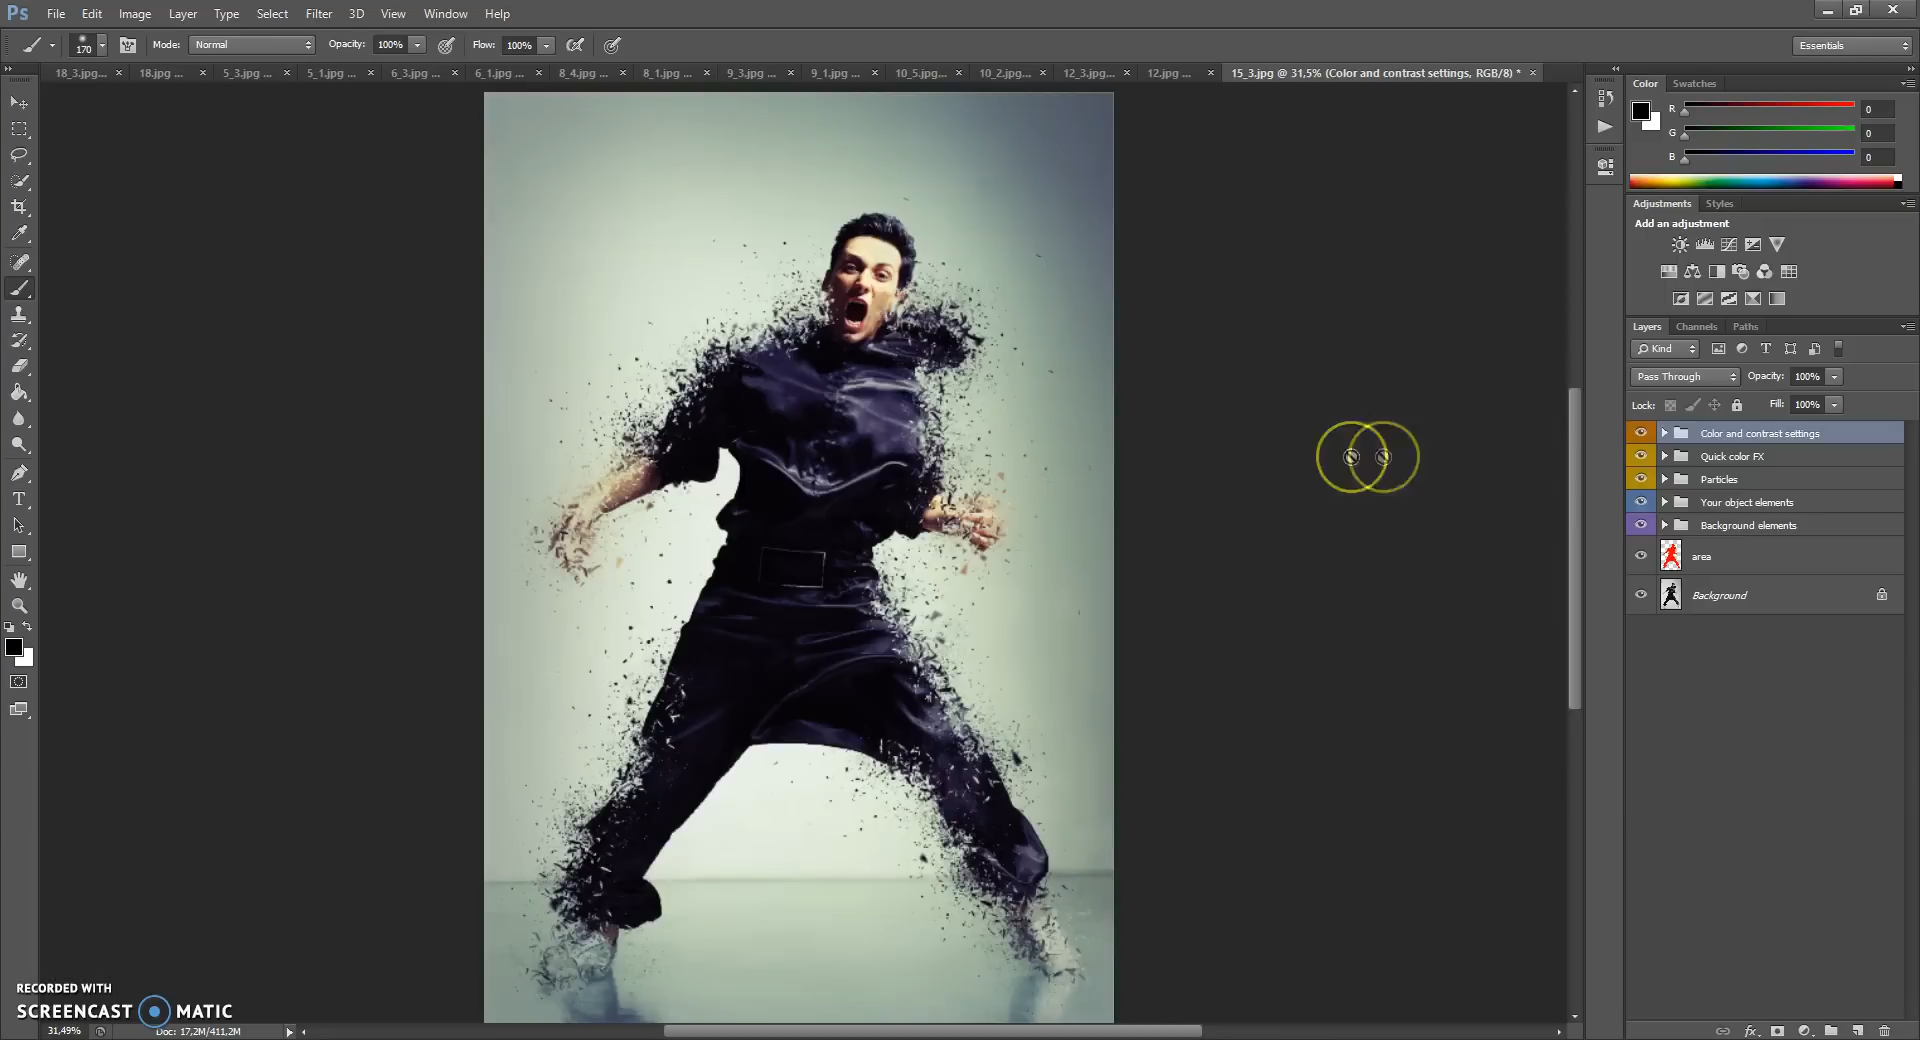 Ps File Edit Image Layer Type Select Filter 3D View Window Help
170 Mode: Normal Opacity: 100% Flow: 100% Essentials
18_3.jpg... × 18.jpg ... × 5_3.jpg ... × 5_1.jpg ... × 6_3.jpg ... × 6_1.jpg ... × 8_4.jpg ... × 8_1.jpg ... × 9_3.jpg ... × 9_1.jpg ... × 10_5.jpg... × 10_2.jpg... × 12_3.jpg... × 12.jpg ... × 15_3.jpg @ 31,5% (Color and contrast settings, RGB/8) * ×
Color Swatches
R 0
G 0
B 0
Adjustments Styles
Add an adjustment
Layers Channels Paths
Kind
Pass Through Opacity: 100%
Lock: Fill: 100%
Color and contrast settings
Quick color FX
Particles
Your object elements
Background elements
area
Background
RECORDED WITH
SCREENCAST MATIC
31,49% Doc: 17,2M/411,2M
fx